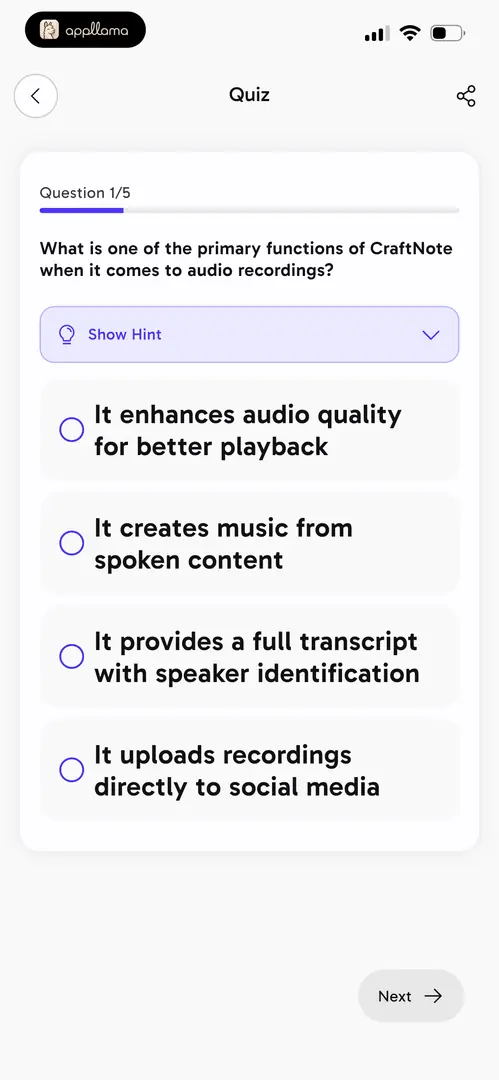 appllama
Quiz
Question 1/5
What is one of the primary functions of CraftNote
when it comes to audio recordings?
Show Hint
It enhances audio quality
for better playback
It creates music from
spoken content
It provides a full transcript
with speaker identification
It uploads recordings
directly to social media
Next